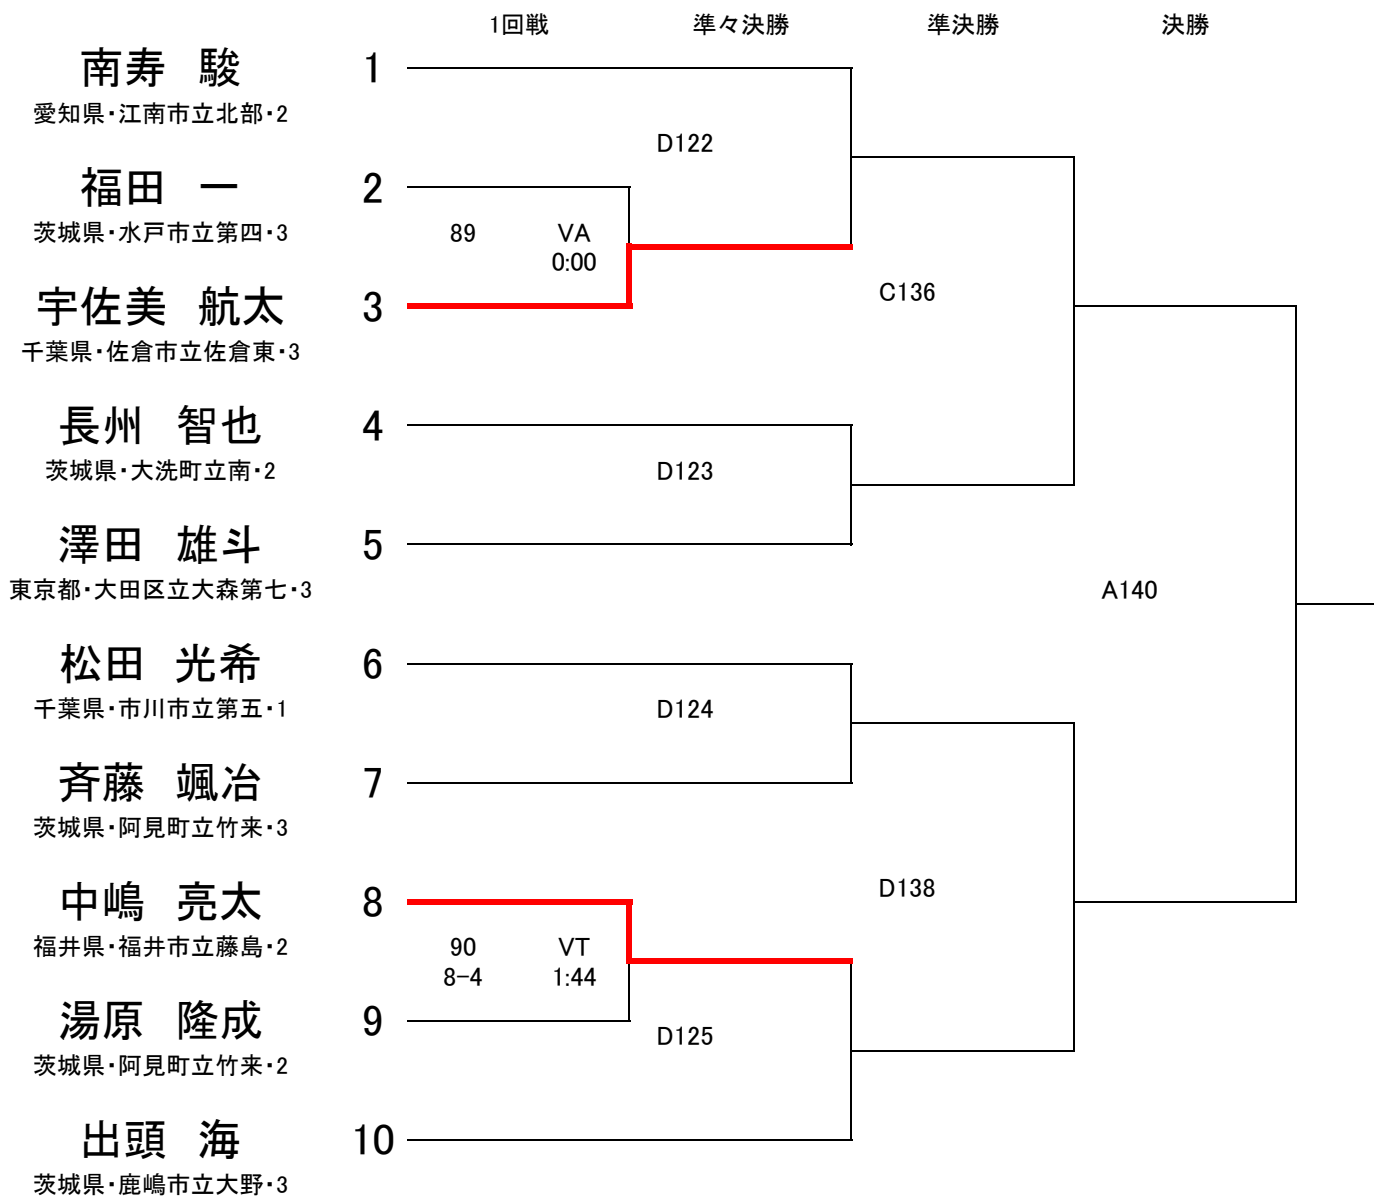 1回戦 準々決勝 準決勝 決勝
南寿 駿 1
愛知県・江南市立北部・2
D122
福田 一 2
茨城県・水戸市立第四・3
89 VA
0:00
宇佐美 航太 3
千葉県・佐倉市立佐倉東・3
C136
長州 智也 4
茨城県・大洗町立南・2
D123
澤田 雄斗 5
東京都・大田区立大森第七・3
A140
松田 光希 6
千葉県・市川市立第五・1
D124
斉藤 颯冶 7
茨城県・阿見町立竹来・3
中嶋 亮太 8
福井県・福井市立藤島・2
D138
90 VT
8-4 1:44
湯原 隆成 9
茨城県・阿見町立竹来・2
D125
出頭 海 10
茨城県・鹿嶋市立大野・3